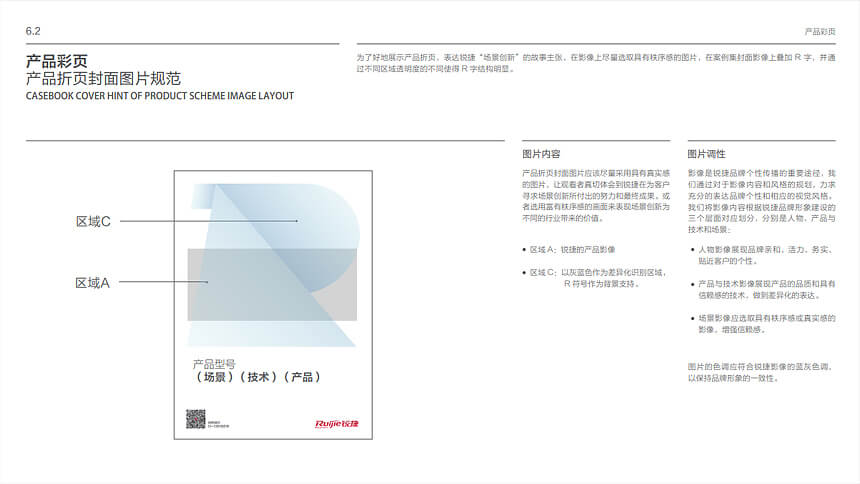 6.2
产品彩页
产品彩页
产品折页封面图片规范
CASEBOOK COVER HINT OF PRODUCT SCHEME IMAGE LAYOUT
为了好地展示产品折页，表达锐捷“场景创新”的故事主张，在影像上尽量选取具有秩序感的图片，在案例集封面影像上叠加 R 字，并通
过不同区域透明度的不同使得 R 字结构明显。
区域C
区域A
产品型号
（场景）（技术）（产品）
Ruijie锐捷
图片内容
产品折页封面图片应该尽量采用具有真实感
的图片，让观看者真切体会到锐捷在为客户
寻求场景创新所付出的努力和最终成果，或
者选用富有秩序感的画面来表现场景创新为
不同的行业带来的价值。
● 区域 A：锐捷的产品影像
● 区域 C：以灰蓝色作为差异化识别区域，
R 符号作为背景支持。
图片调性
影像是锐捷品牌个性传播的重要途径，我
们通过对于影像内容和风格的规划，力求
充分的表达品牌个性和相应的视觉风格。
我们将影像内容根据锐捷品牌形象建设的
三个层面对应划分，分别是人物、产品与
技术和场景：
● 人物影像展现品牌亲和、活力、务实、
贴近客户的个性。
● 产品与技术影像展现产品的品质和具有
信赖感的技术，做到差异化的表达。
● 场景影像应选取具有秩序感或真实感的
影像，增强信赖感。
图片的色调应符合锐捷影像的蓝灰色调，
以保持品牌形象的一致性。